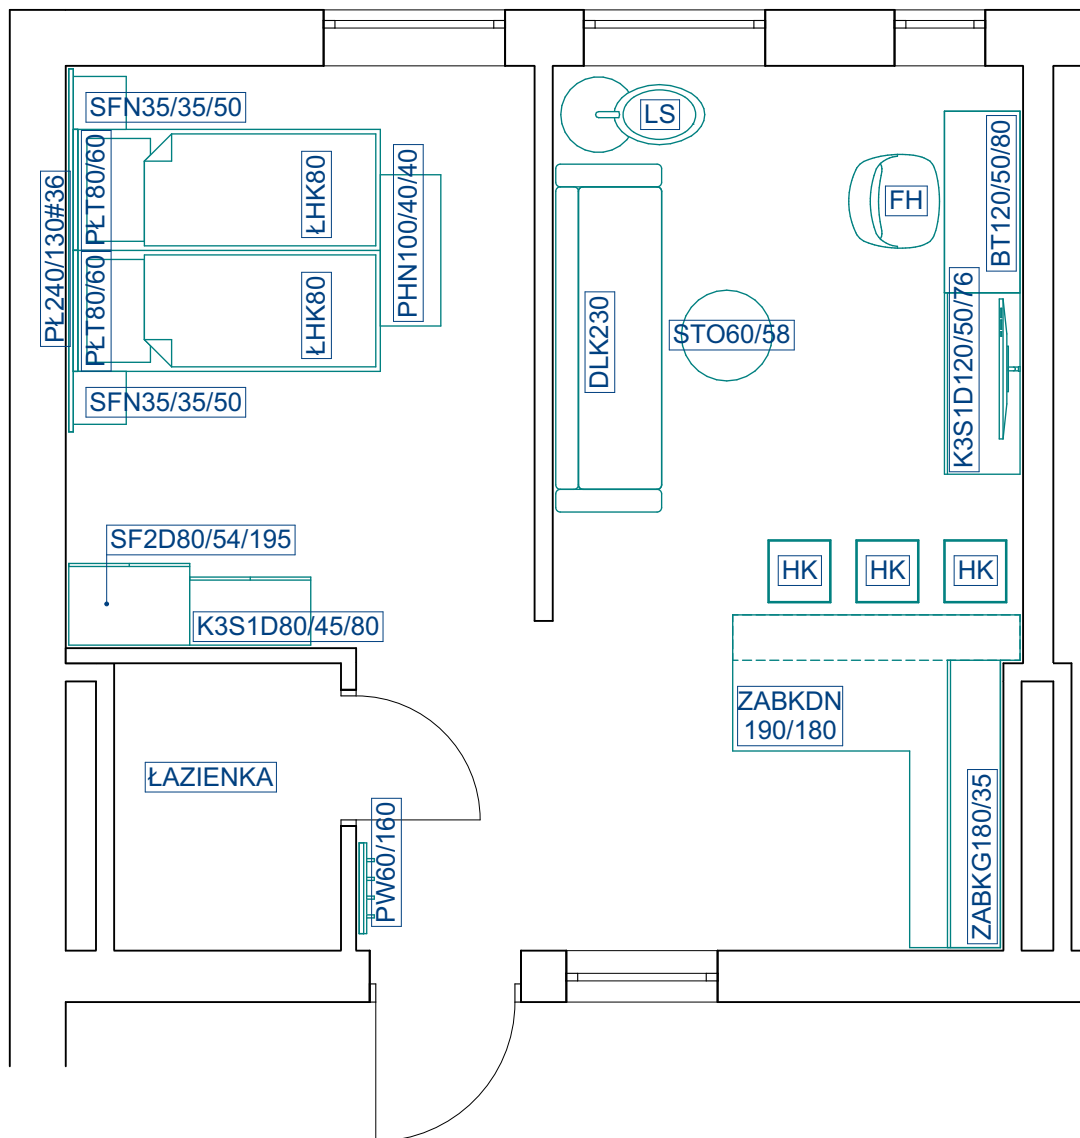 SFN35/35/50
PŁ240/130#36
PŁT80/60
ŁHK80
PHN100/40/40
PŁT80/60
ŁHK80
SFN35/35/50
LS
FH
BT120/50/80
DLK230
STO60/58
K3S1D120/50/76
SF2D80/54/195
K3S1D80/45/80
HK
HK
HK
ZABKDN
190/180
ŁAZIENKA
PW60/160
ZABKG180/35